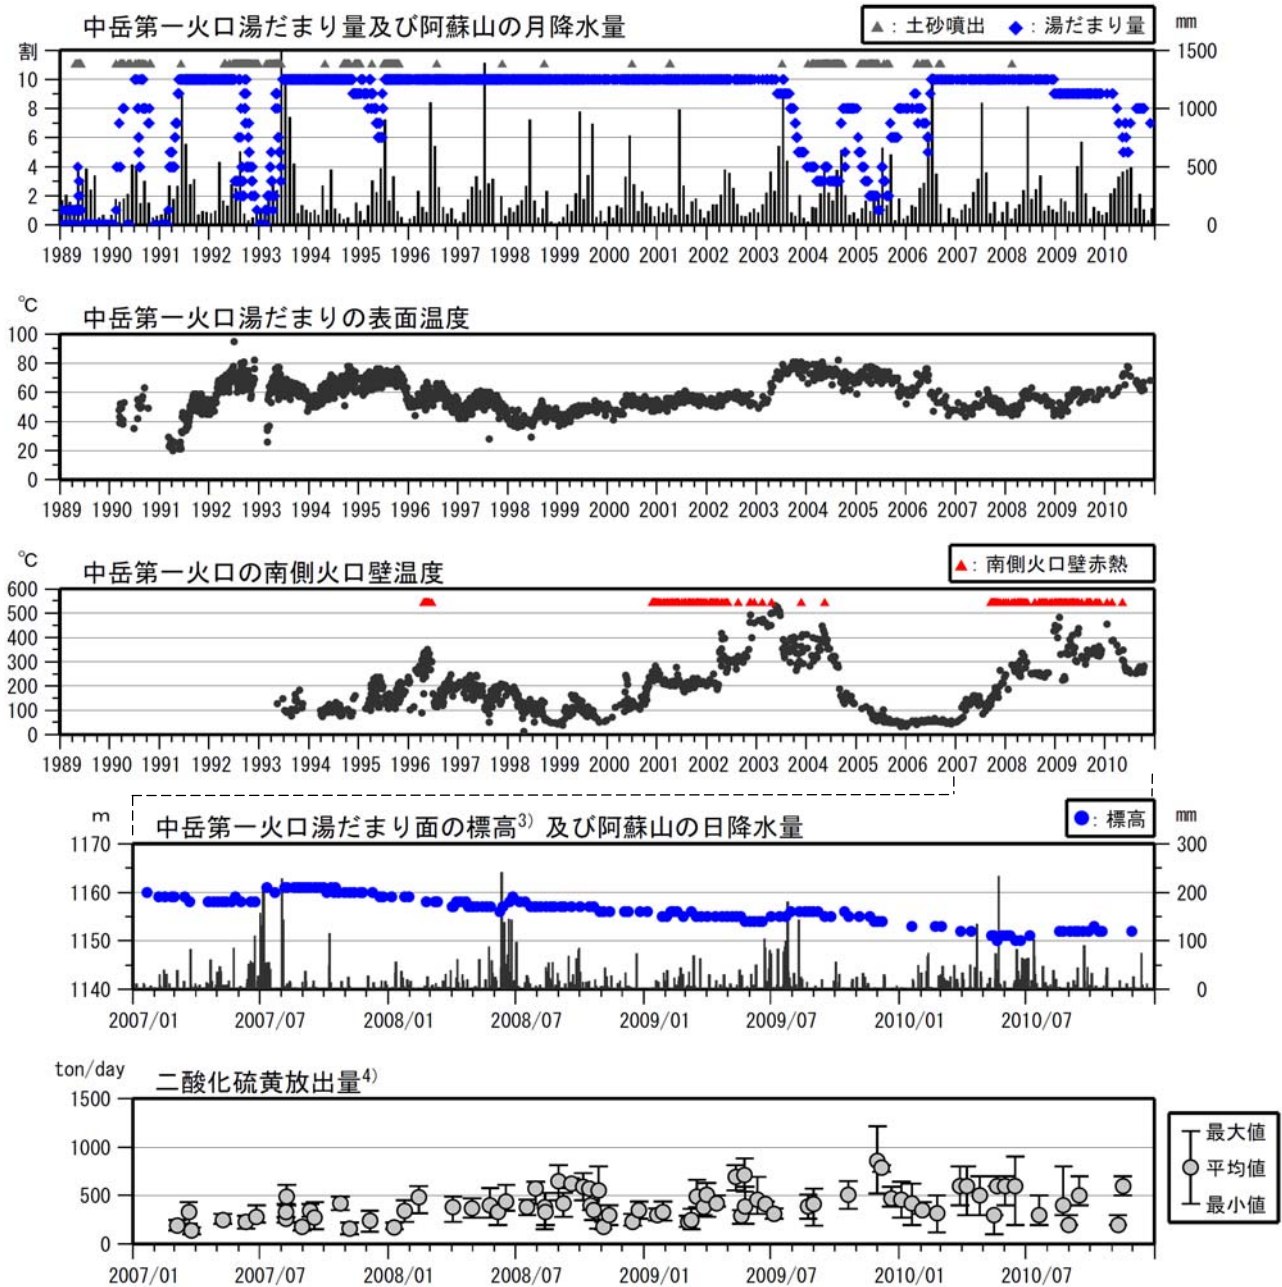 中岳第一火口湯だまり量及び阿蘇山の月降水量
▲: 土砂噴出 ◆: 湯だまり量
割 mm
10 8 6 4 2 0
1500 1000 500 0
1989 1990 1991 1992 1993 1994 1995 1996 1997 1998 1999 2000 2001 2002 2003 2004 2005 2006 2007 2008 2009 2010
℃
中岳第一火口湯だまりの表面温度
100 80 60 40 20 0
1989 1990 1991 1992 1993 1994 1995 1996 1997 1998 1999 2000 2001 2002 2003 2004 2005 2006 2007 2008 2009 2010
℃
中岳第一火口の南側火口壁温度
▲: 南側火口壁赤熱
600 500 400 300 200 100 0
1989 1990 1991 1992 1993 1994 1995 1996 1997 1998 1999 2000 2001 2002 2003 2004 2005 2006 2007 2008 2009 2010
m mm
中岳第一火口湯だまり面の標高3) 及び阿蘇山の日降水量
●: 標高
1170 1160 1150 1140
300 200 100 0
2007/01 2007/07 2008/01 2008/07 2009/01 2009/07 2010/01 2010/07
ton/day
二酸化硫黄放出量4)
1500 1000 500 0
2007/01 2007/07 2008/01 2008/07 2009/01 2009/07 2010/01 2010/07
最大値
平均値
最小値